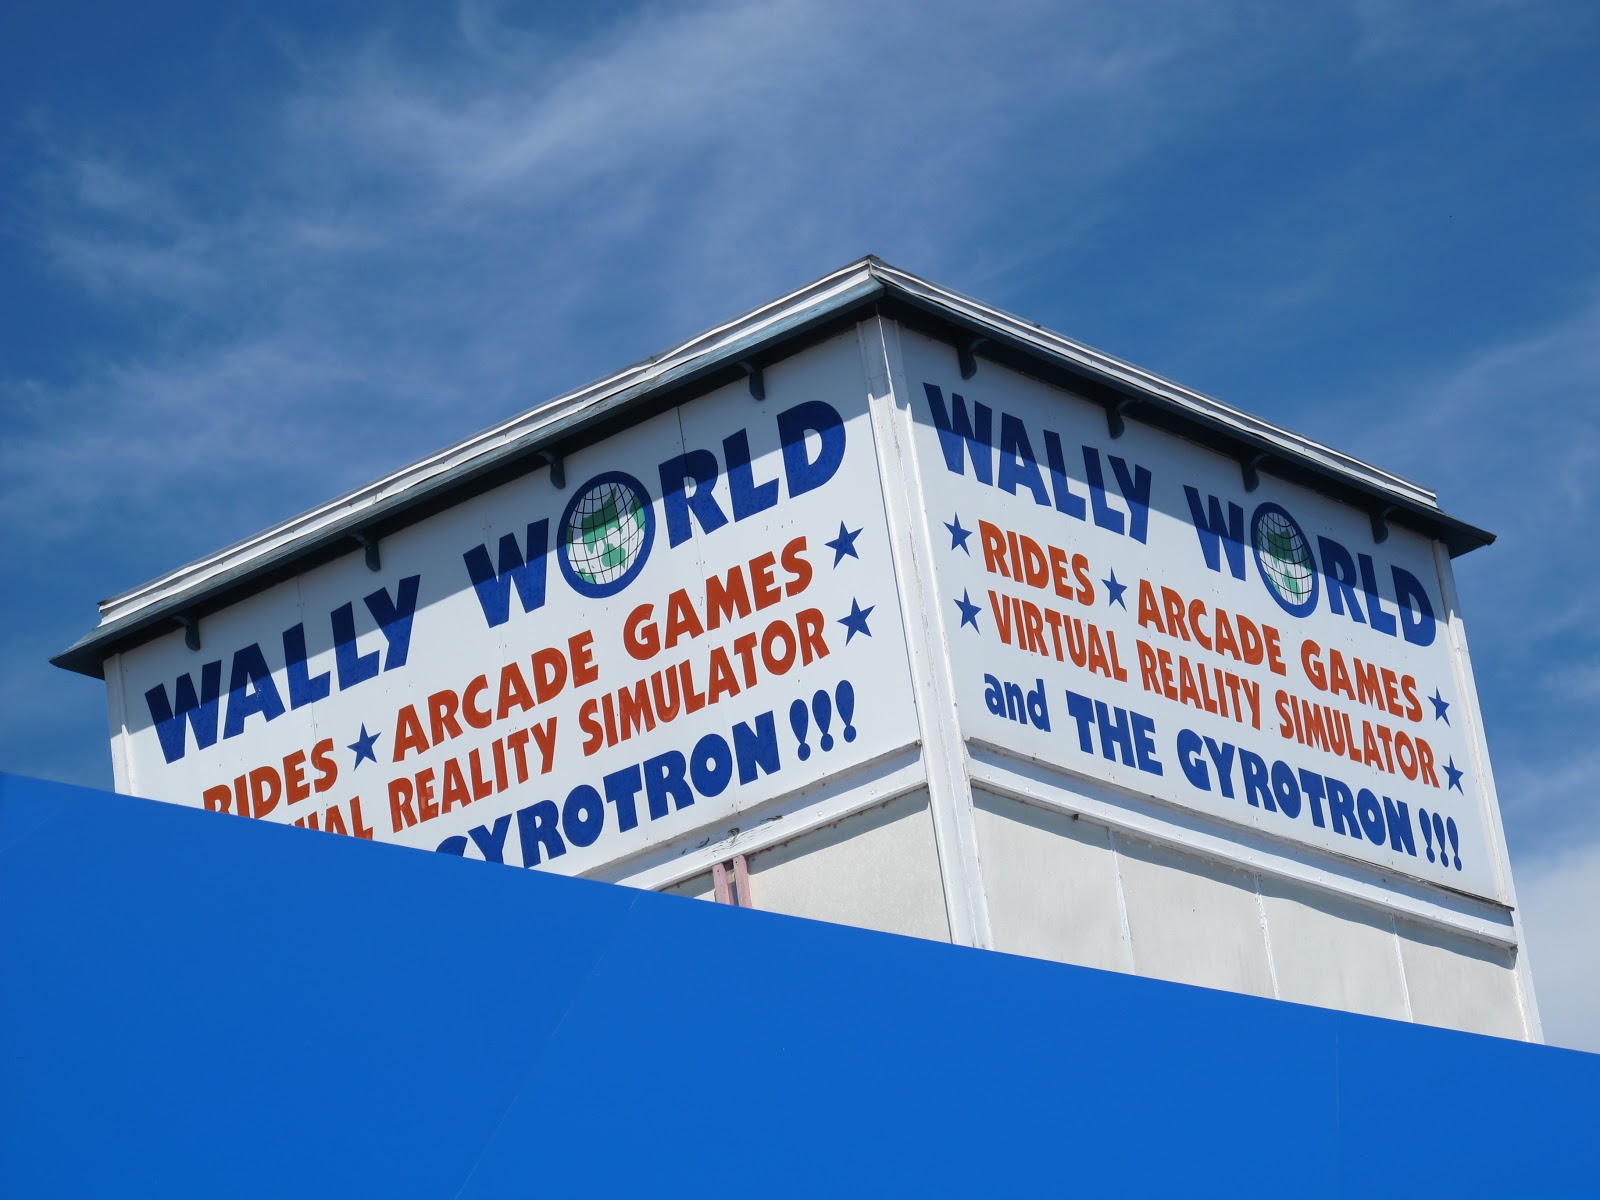 WALLY WORLD
RIDES ★ ARCADE GAMES ★
REALITY SIMULATOR ★
GYROTRON!!!
WALLY WORLD
★ RIDES ★ ARCADE GAMES ★
★ VIRTUAL REALITY SIMULATOR ★
and THE GYROTRON!!!